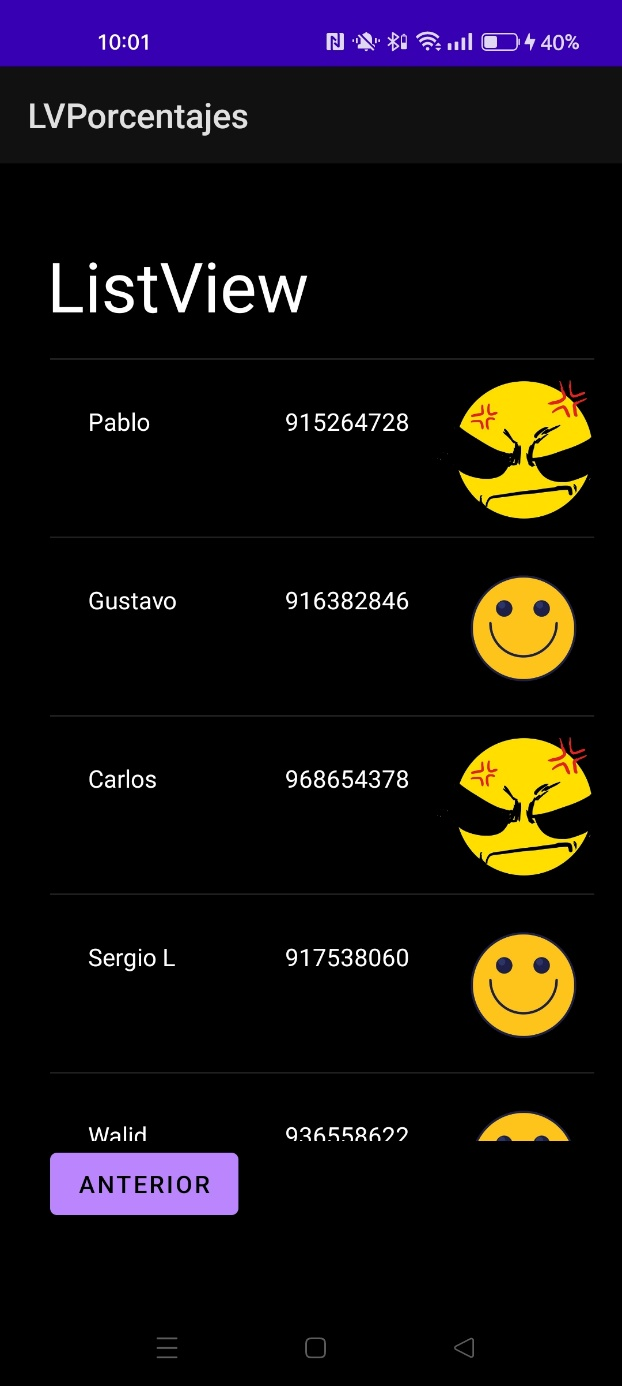 10:01 40%
LVPorcentajes
ListView
Pablo 915264728
Gustavo 916382846
Carlos 968654378
Sergio L 917538060
Walid 936558622
ANTERIOR